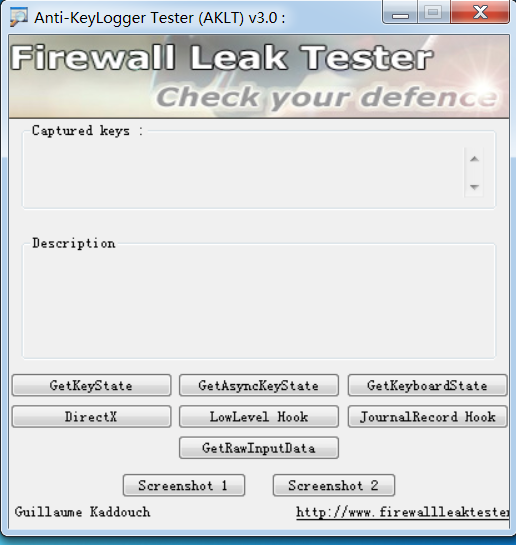 Anti-KeyLogger Tester (AKLT) v3.0 :
Firewall Leak Tester
Check your defence
Captured keys :
Description
GetKeyState GetAsyncKeyState GetKeyboardState
DirectX LowLevel Hook JournalRecord Hook
GetRawInputData
Screenshot 1 Screenshot 2
Guillaume Kaddouch http://www.firewallleaktester